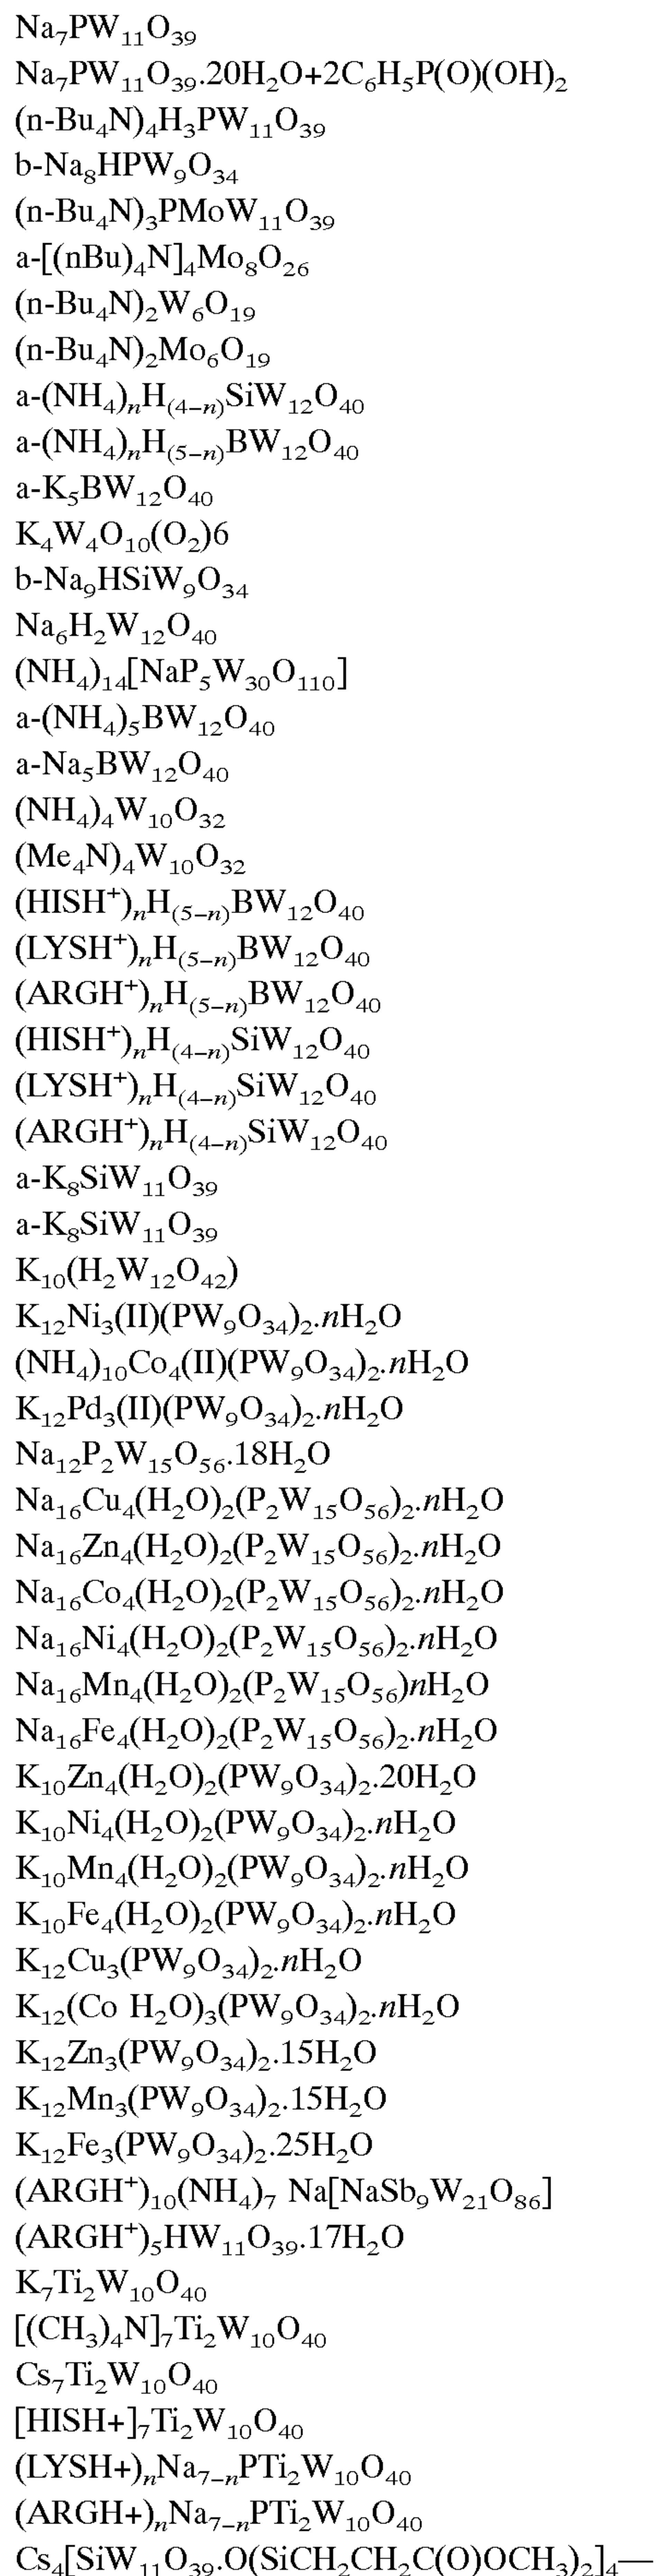 Na₇PW₁₁O₃₉
Na₇PW₁₁O₃₉.20H₂O+2C₆H₅P(O)(OH)₂
(n-Bu₄N)₄H₃PW₁₁O₃₉
b-Na₈HPW₉O₃₄
(n-Bu₄N)₃PMoW₁₁O₃₉
a-[(nBu)₄N]₄Mo₈O₂₆
(n-Bu₄N)₂W₆O₁₉
(n-Bu₄N)₂Mo₆O₁₉
a-(NH₄)ₙH₍₄₋ₙ₎SiW₁₂O₄₀
a-(NH₄)ₙH₍₅₋ₙ₎BW₁₂O₄₀
a-K₅BW₁₂O₄₀
K₄W₄O₁₀(O₂)6
b-Na₉HSiW₉O₃₄
Na₆H₂W₁₂O₄₀
(NH₄)₁₄[NaP₅W₃₀O₁₁₀]
a-(NH₄)₅BW₁₂O₄₀
a-Na₅BW₁₂O₄₀
(NH₄)₄W₁₀O₃₂
(Me₄N)₄W₁₀O₃₂
(HISH⁺)ₙH₍₅₋ₙ₎BW₁₂O₄₀
(LYSH⁺)ₙH₍₅₋ₙ₎BW₁₂O₄₀
(ARGH⁺)ₙH₍₅₋ₙ₎BW₁₂O₄₀
(HISH⁺)ₙH₍₄₋ₙ₎SiW₁₂O₄₀
(LYSH⁺)ₙH₍₄₋ₙ₎SiW₁₂O₄₀
(ARGH⁺)ₙH₍₄₋ₙ₎SiW₁₂O₄₀
a-K₈SiW₁₁O₃₉
a-K₈SiW₁₁O₃₉
K₁₀(H₂W₁₂O₄₂)
K₁₂Ni₃(II)(PW₉O₃₄)₂.nH₂O
(NH₄)₁₀Co₄(II)(PW₉O₃₄)₂.nH₂O
K₁₂Pd₃(II)(PW₉O₃₄)₂.nH₂O
Na₁₂P₂W₁₅O₅₆.18H₂O
Na₁₆Cu₄(H₂O)₂(P₂W₁₅O₅₆)₂.nH₂O
Na₁₆Zn₄(H₂O)₂(P₂W₁₅O₅₆)₂.nH₂O
Na₁₆Co₄(H₂O)₂(P₂W₁₅O₅₆)₂.nH₂O
Na₁₆Ni₄(H₂O)₂(P₂W₁₅O₅₆)₂.nH₂O
Na₁₆Mn₄(H₂O)₂(P₂W₁₅O₅₆)nH₂O
Na₁₆Fe₄(H₂O)₂(P₂W₁₅O₅₆)₂.nH₂O
K₁₀Zn₄(H₂O)₂(PW₉O₃₄)₂.20H₂O
K₁₀Ni₄(H₂O)₂(PW₉O₃₄)₂.nH₂O
K₁₀Mn₄(H₂O)₂(PW₉O₃₄)₂.nH₂O
K₁₀Fe₄(H₂O)₂(PW₉O₃₄)₂.nH₂O
K₁₂Cu₃(PW₉O₃₄)₂.nH₂O
K₁₂(Co H₂O)₃(PW₉O₃₄)₂.nH₂O
K₁₂Zn₃(PW₉O₃₄)₂.15H₂O
K₁₂Mn₃(PW₉O₃₄)₂.15H₂O
K₁₂Fe₃(PW₉O₃₄)₂.25H₂O
(ARGH⁺)₁₀(NH₄)₇ Na[NaSb₉W₂₁O₈₆]
(ARGH⁺)₅HW₁₁O₃₉.17H₂O
K₇Ti₂W₁₀O₄₀
[(CH₃)₄N]₇Ti₂W₁₀O₄₀
Cs₇Ti₂W₁₀O₄₀
[HISH+]₇Ti₂W₁₀O₄₀
(LYSH+)ₙNa₇₋ₙPTi₂W₁₀O₄₀
(ARGH+)ₙNa₇₋ₙPTi₂W₁₀O₄₀
Cs₄[SiW₁₁O₃₉.O(SiCH₂CH₂C(O)OCH₃)₂]₄—